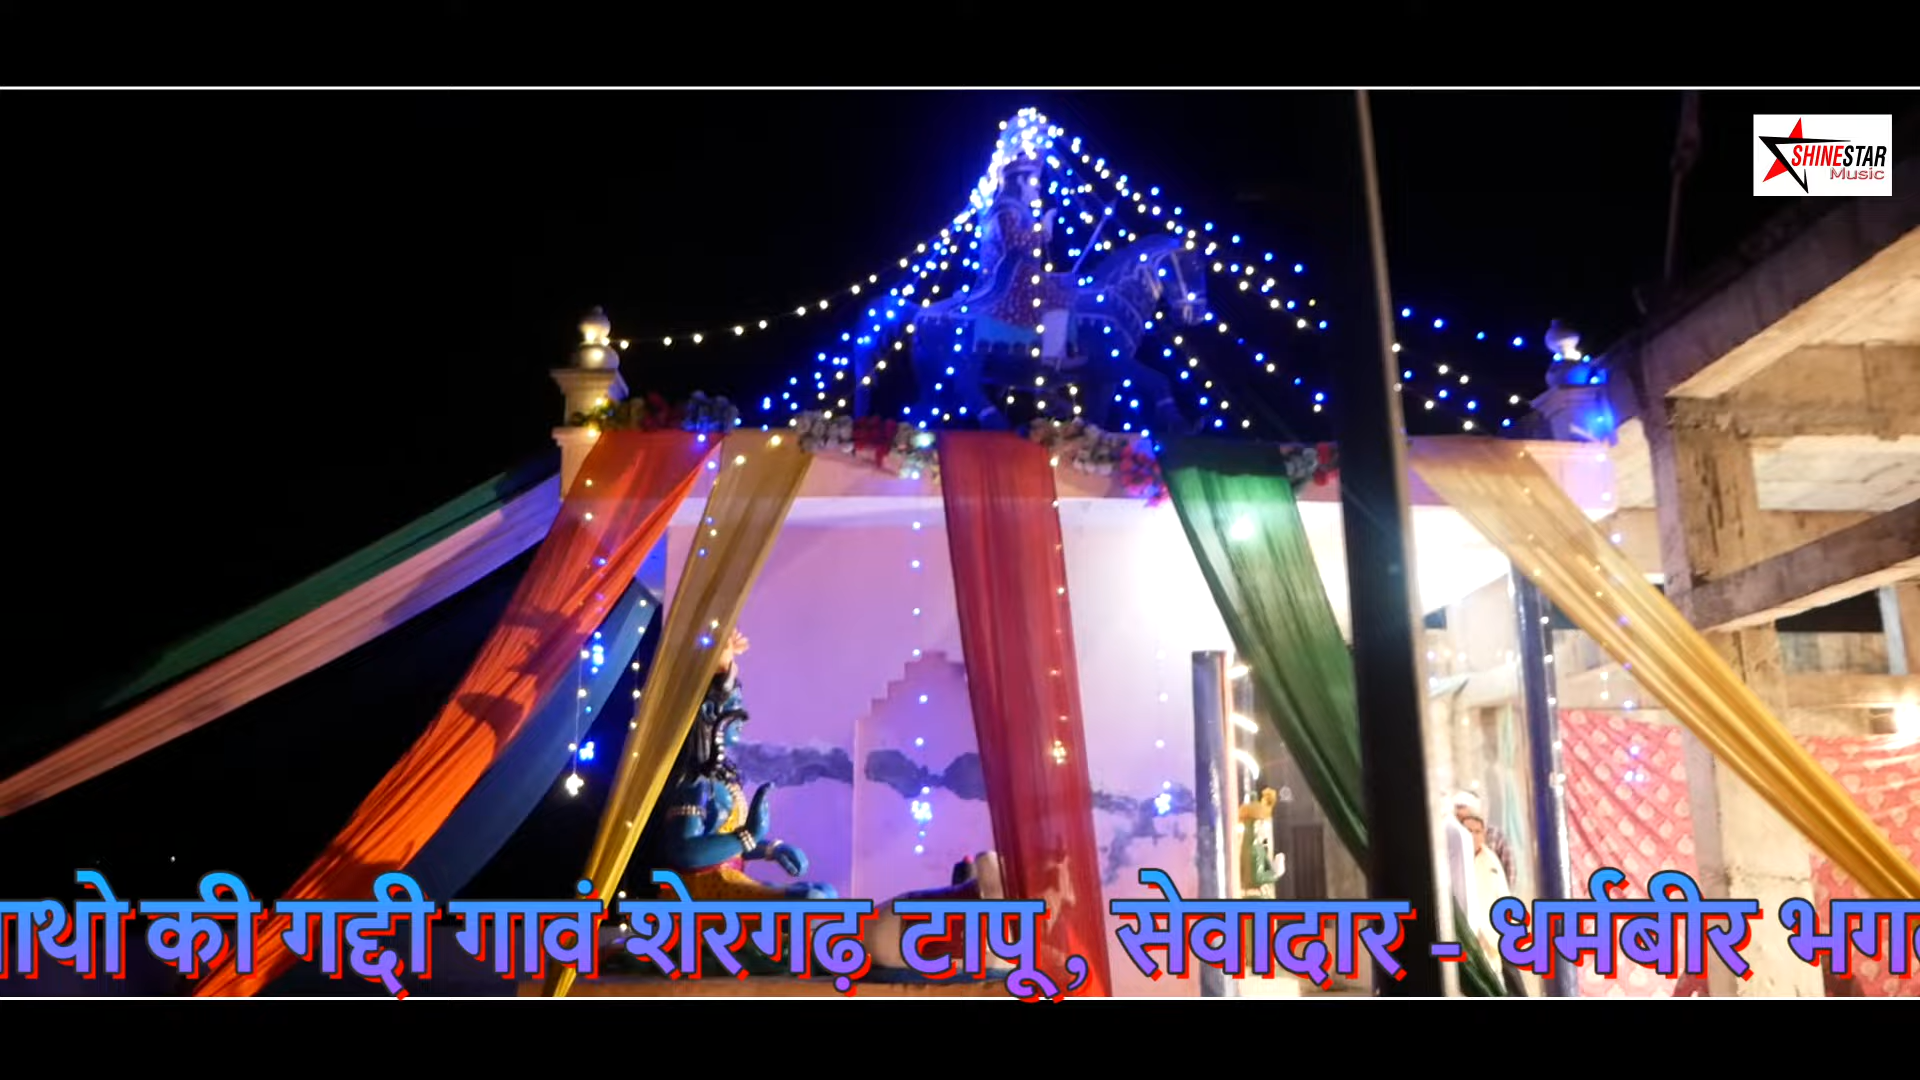 SHINESTAR
Music
की गद्दी गावं शेरगढ़ टापू , सेवादार - धर्मबीर